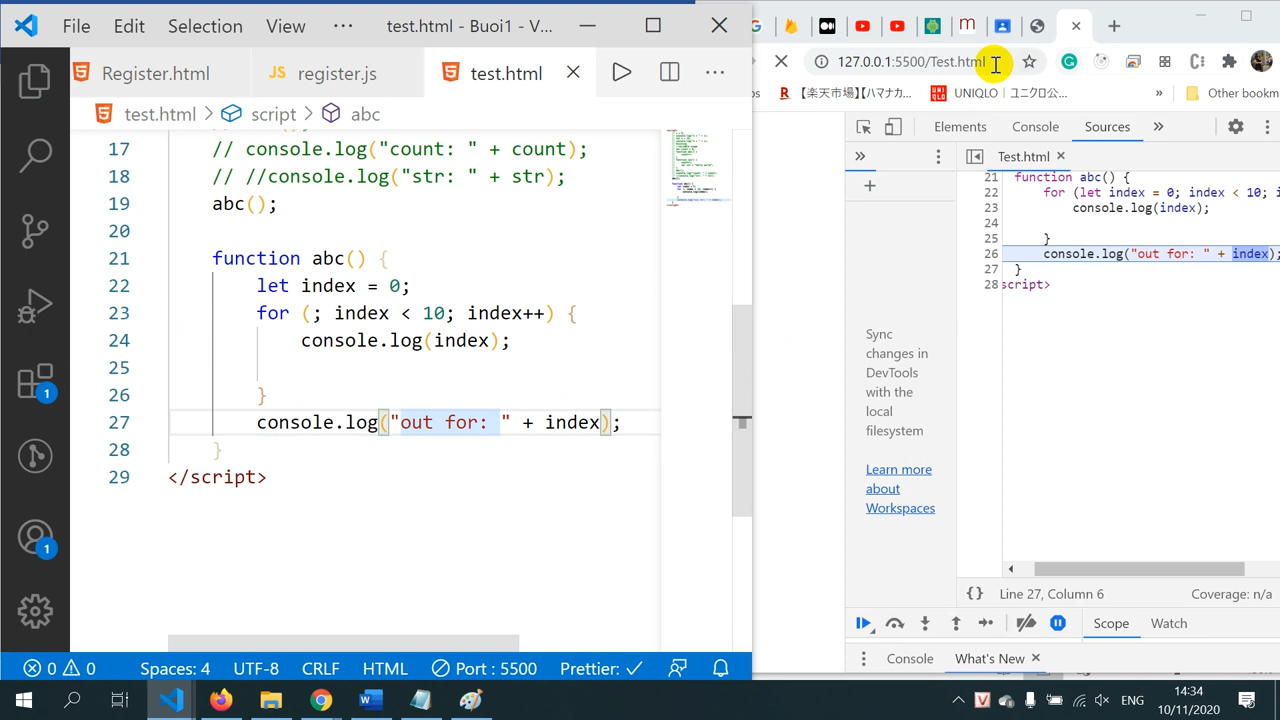 File Edit Selection View ··· test.html - Buoi1 - V...
Register.html JS register.js test.html ···
test.html > script > abc
17 // console.log("count: " + count);
18 // //console.log("str: " + str);
19 abc();
20
21 function abc() {
22 let index = 0;
23 for (; index < 10; index++) {
24 console.log(index);
25
26 }
27 console.log("out for: " + index);
28 }
29 </script>
1
1
0 0 Spaces: 4 UTF-8 CRLF HTML Port : 5500 Prettier: ✓
127.0.0.1:5500/Test.html
ps 【楽天市場】【ハマナカ... UNIQLO UNIQLO｜ユニクロ公... » Other bookm
Elements Console Sources »
» Test.html ×
21 function abc() {
22 for (let index = 0; index < 10; i
23 console.log(index);
24
25 }
26 console.log("out for: " + index);
27 }
28 script>
Sync
changes in
DevTools
with the
local
filesystem
Learn more
about
Workspaces
{} Line 27, Column 6 Coverage: n/a
Scope Watch
Console What's New ×
ENG
14:34
10/11/2020